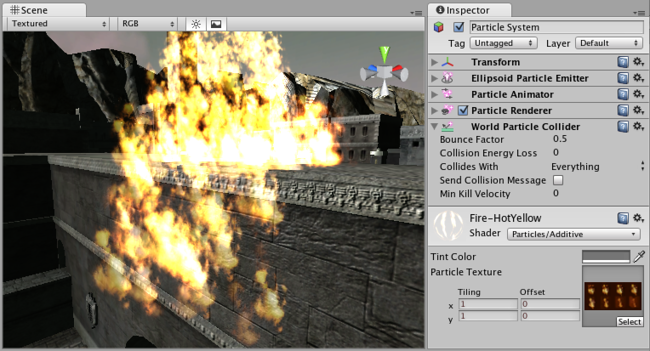 Scene
Textured
RGB
Inspector
Particle System
Tag Untagged Layer Default
Transform
Ellipsoid Particle Emitter
Particle Animator
Particle Renderer
World Particle Collider
Bounce Factor 0.5
Collision Energy Loss 0
Collides With Everything
Send Collision Message
Min Kill Velocity 0
Fire-HotYellow
Shader Particles/Additive
Tint Color
Particle Texture
Tiling Offset
x 1 0
y 1 0
Select